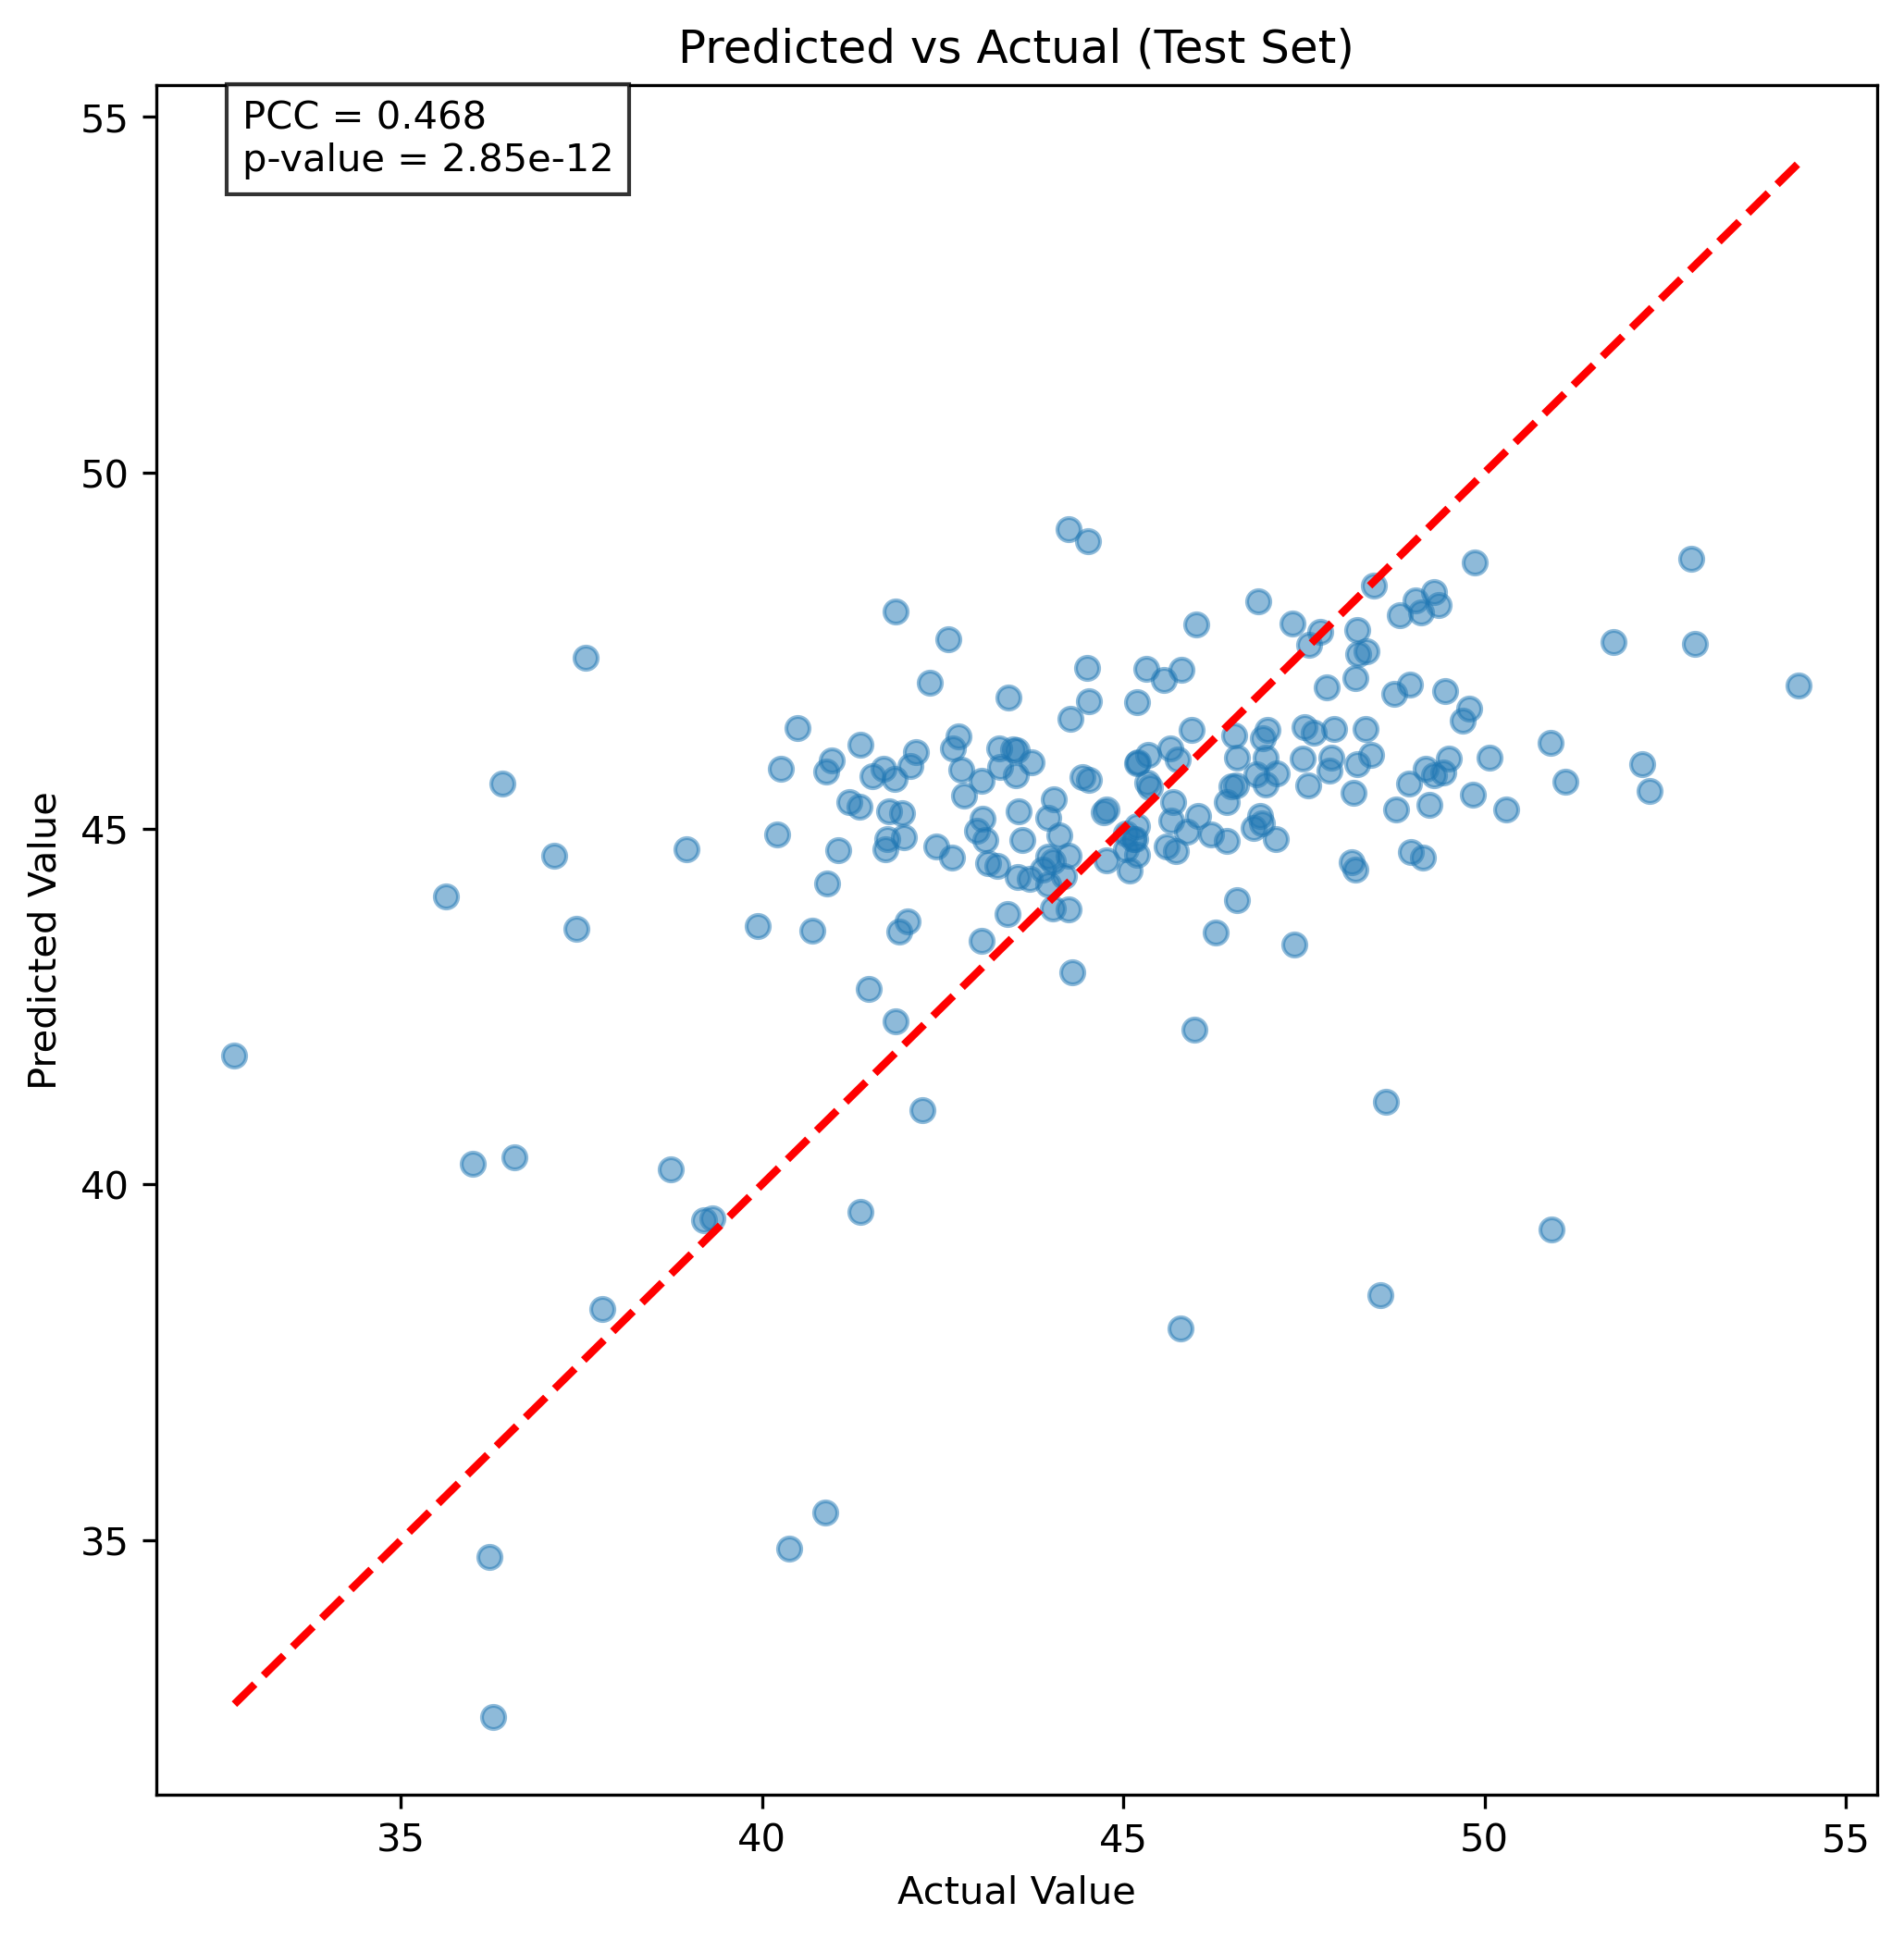 Predicted vs Actual (Test Set)
PCC = 0.468
p-value = 2.85e-12
55
50
45
40
35
Predicted Value
35
40
45
50
55
Actual Value